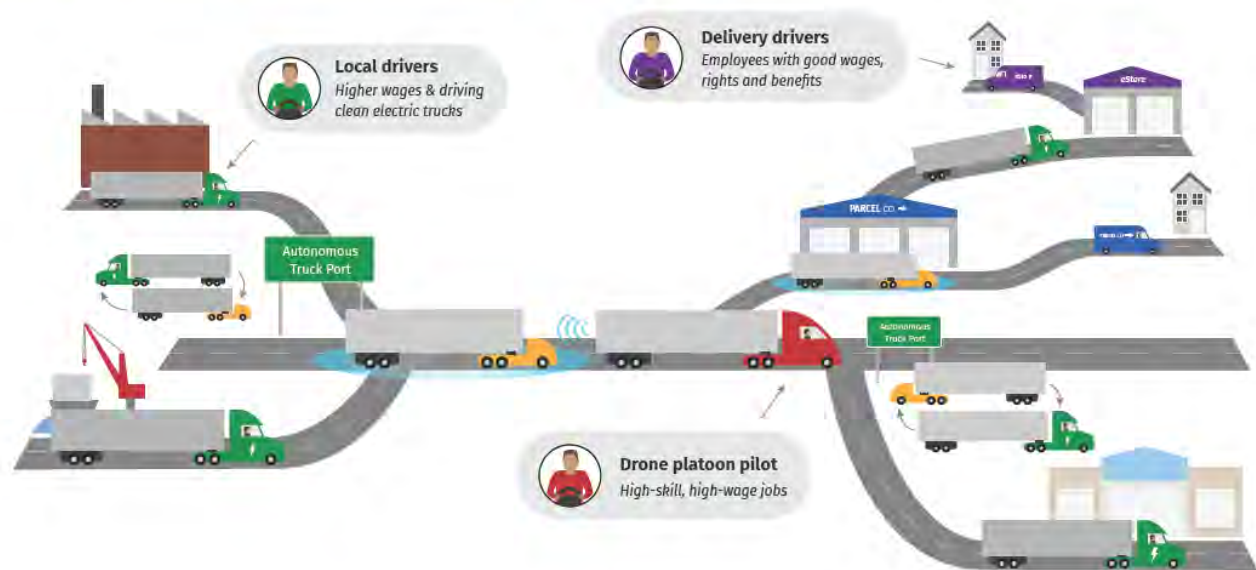 Local drivers
Higher wages & driving
clean electric trucks
Delivery drivers
Employees with good wages,
rights and benefits
eStore
PARCEL CO.
Autonomous
Truck Port
Autonomous
Truck Port
Drone platoon pilot
High-skill, high-wage jobs